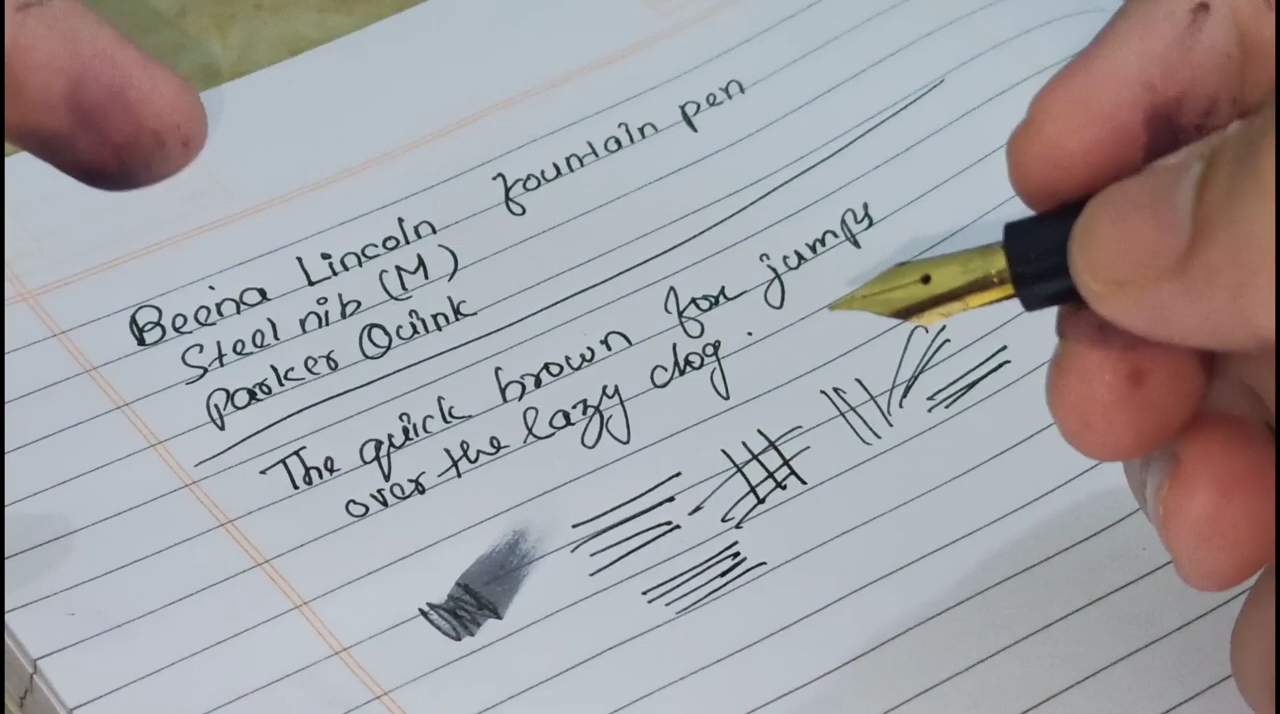 Beena Lincoln fountain pen
Steel nib (M)
Parker Quink
The quick brown fox jumps
over the lazy dog.